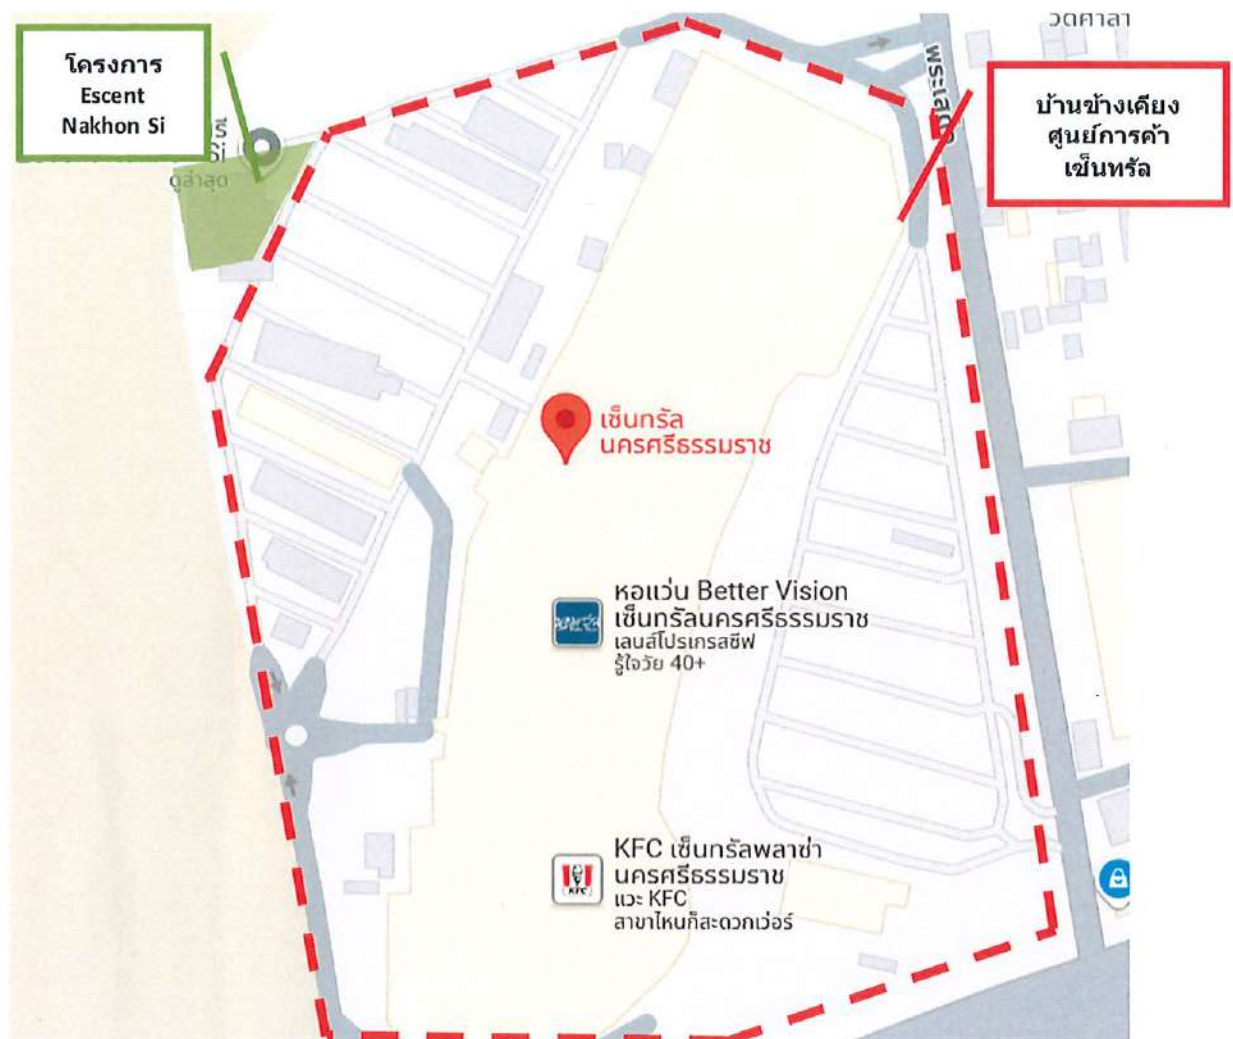 โครงการ
Escent
Nakhon Si
ดูล่าสุด
วัดศาลา
พระเสด็จ
บ้านข้างเคียง
ศูนย์การค้า
เซ็นทรัล
เซ็นทรัล
นครศรีธรรมราช
หอแว่น Better Vision
เซ็นทรัลนครศรีธรรมราช
เลนส์โปรเกรสซีฟ
รู้ใจวัย 40+
KFC เซ็นทรัลพลาซ่า
นครศรีธรรมราช
แวะ KFC
สาขาไหนก็สะดวกเว่อร์
KFC